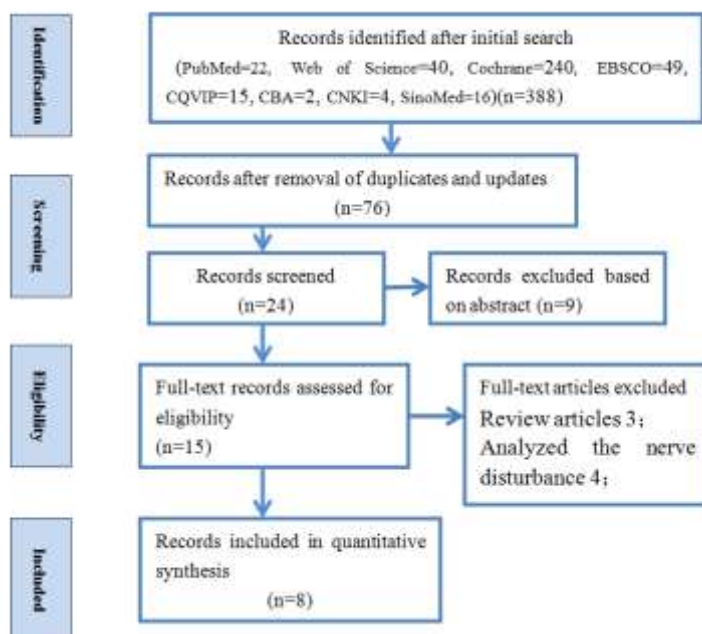 Identification
Records identified after initial search
(PubMed=22, Web of Science=40, Cochrane=240, EBSCO=49,
CQVIP=15, CBA=2, CNKI=4, SinoMed=16)(n=388)
Screening
Records after removal of duplicates and updates
(n=76)
Records screened
(n=24)
Records excluded based
on abstract (n=9)
Eligibility
Full-text records assessed for
eligibility
(n=15)
Full-text articles excluded
Review articles 3；
Analyzed the nerve
disturbance 4；
Included
Records included in quantitative
synthesis
(n=8)